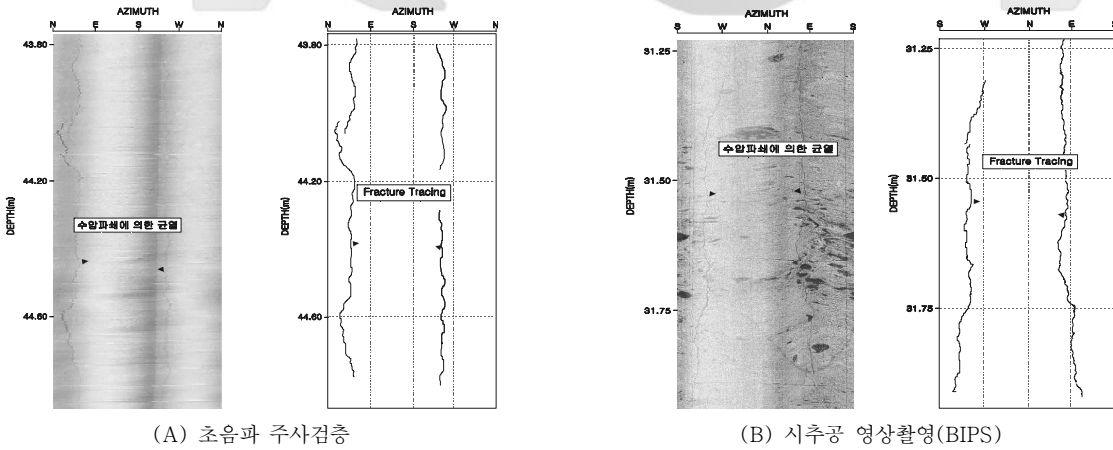 AZIMUTH
N E S W N
43.80
44.20
44.60
DEPTH(m)
수압파쇄에 의한 균열
AZIMUTH
N E S W N
43.80
44.20
44.60
DEPTH(m)
Fracture Tracing
(A) 초음파 주사검층
AZIMUTH
S W N E S
31.25
31.50
31.75
DEPTH(m)
수압파쇄에 의한 균열
AZIMUTH
S W N E S
31.25
31.50
31.75
DEPTH(m)
Fracture Tracing
(B) 시추공 영상촬영(BIPS)